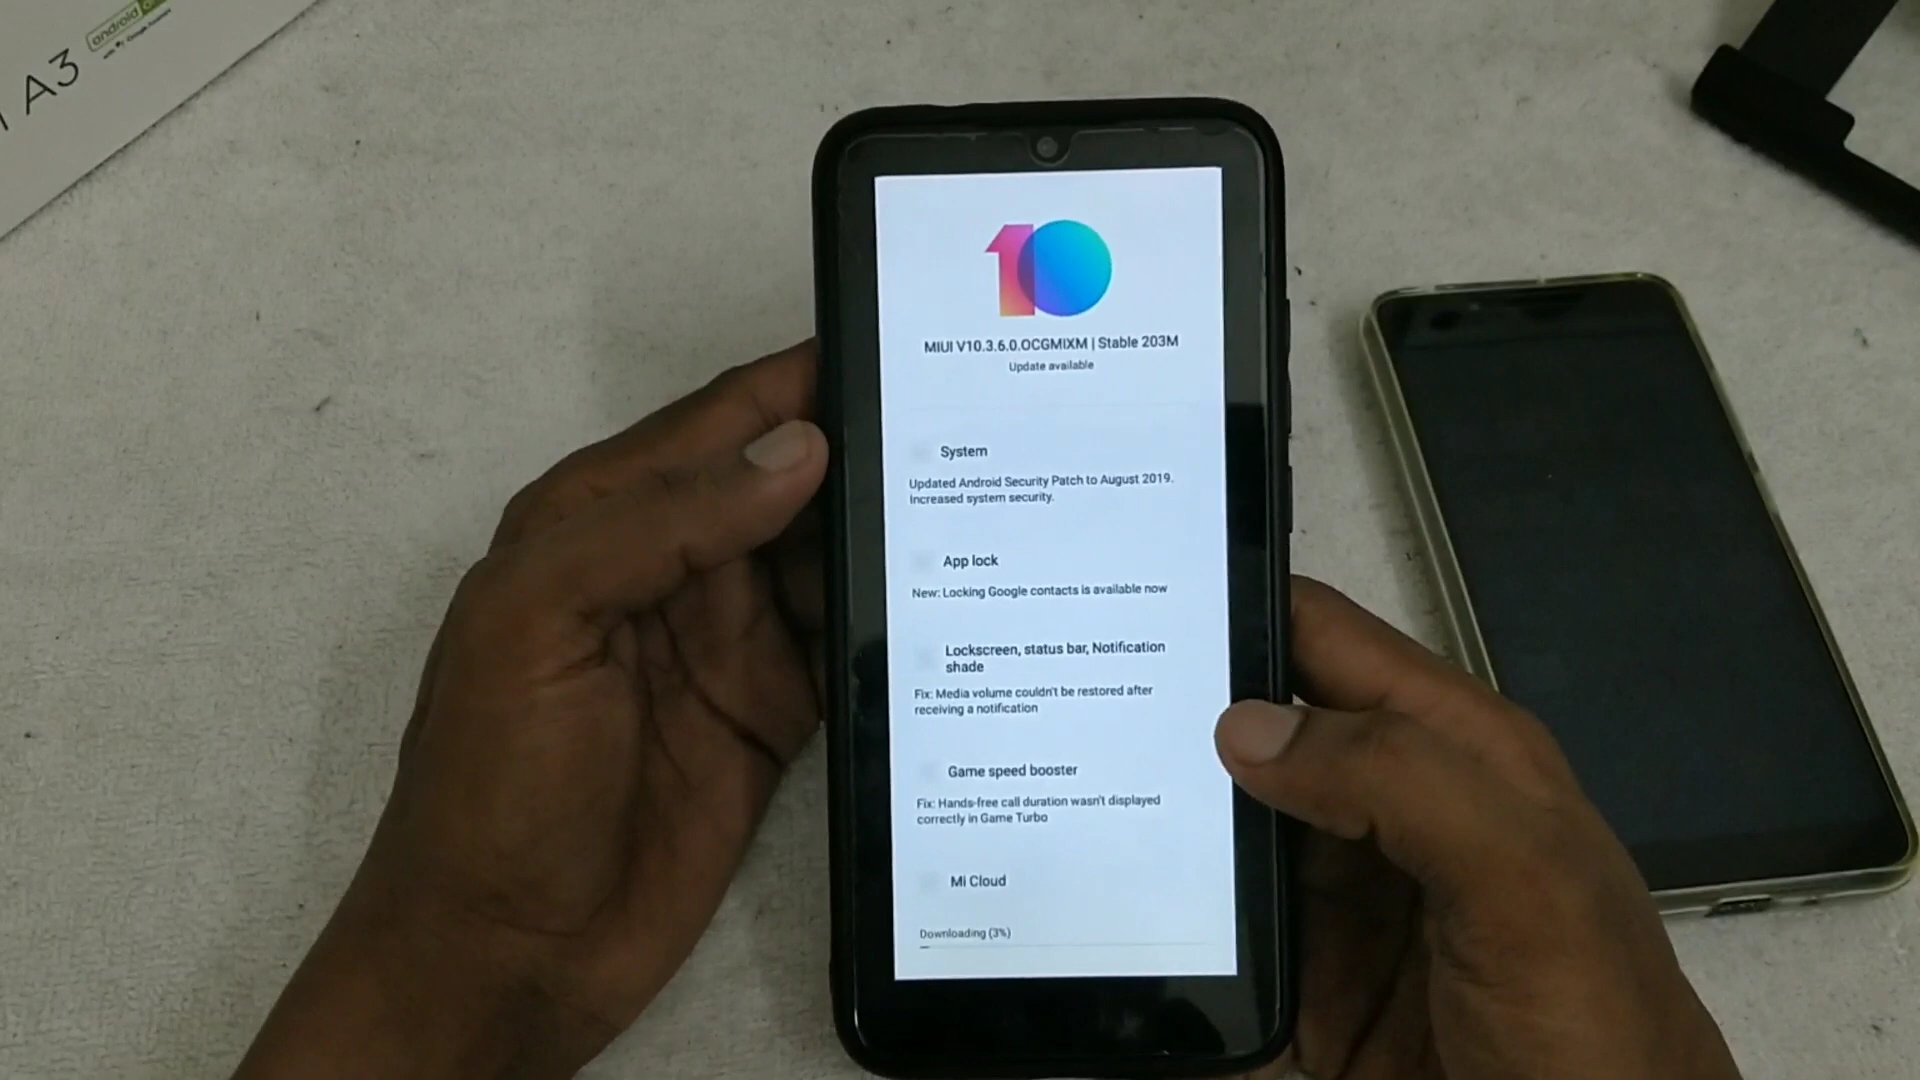 A3
android
10
MIUI V10.3.6.0.OCGMIXM | Stable 203M
Update available
System
Updated Android Security Patch to August 2019.
Increased system security.
App lock
New: Locking Google contacts is available now
Lockscreen, status bar, Notification
shade
Fix: Media volume couldn't be restored after
receiving a notification
Game speed booster
Fix: Hands-free call duration wasn't displayed
correctly in Game Turbo
Mi Cloud
Downloading (3%)